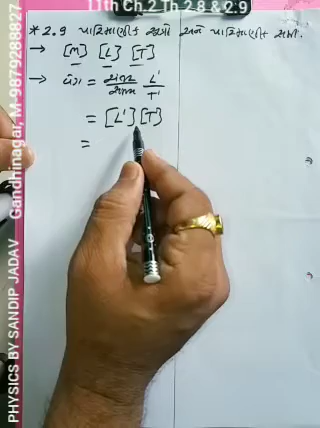 11th Ch.2 Th 2.8 & 2.9
* 2.9 પારિમાણીક સૂત્રો અને પારિમાણીક સમી.
→ [M] [L] [T]
→ વેગ = અંતર/સમય L¹/T¹
= [L¹][T]
=
PHYSICS BY SANDIP JADAV Gandhinagar, M-9879288827